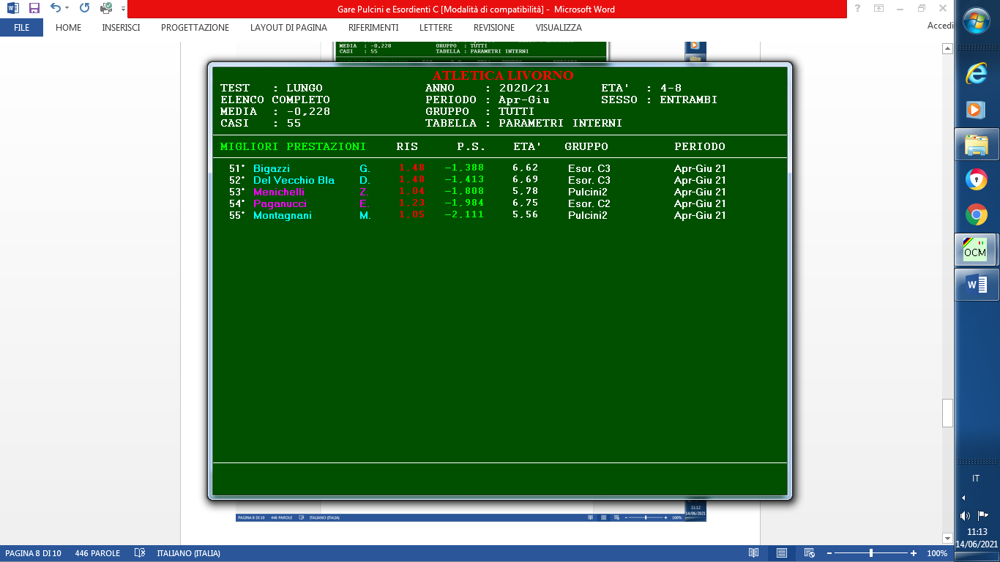 Gare Pulcini e Esordienti C [Modalità di compatibilità] - Microsoft Word
FILE HOME INSERISCI PROGETTAZIONE LAYOUT DI PAGINA RIFERIMENTI LETTERE REVISIONE VISUALIZZA Accedi
MEDIA : -0,228 GRUPPO : TUTTI
CASI : 55 TABELLA : PARAMETRI INTERNI
ATLETICA LIVORNO
TEST : LUNGO ANNO : 2020/21 ETA' : 4-8
ELENCO COMPLETO PERIODO : Apr-Giu SESSO : ENTRAMBI
MEDIA : -0,228 GRUPPO : TUTTI
CASI : 55 TABELLA : PARAMETRI INTERNI
MIGLIORI PRESTAZIONI RIS P.S. ETA' GRUPPO PERIODO
51° Bigazzi G. 1.48 -1,388 6,62 Esor. C3 Apr-Giu 21
52° Del Vecchio Bla D. 1.48 -1,413 6,69 Esor. C3 Apr-Giu 21
53° Menichelli Z. 1.04 -1,808 5,78 Pulcini2 Apr-Giu 21
54° Paganucci E. 1.23 -1,984 6,75 Esor. C2 Apr-Giu 21
55° Montagnani M. 1.05 -2,111 5,56 Pulcini2 Apr-Giu 21
OCM
IT
11:13
14/06/2021
11:12
14/06/2021
PAGINA 8 DI 10 446 PAROLE ITALIANO (ITALIA) 100%
PAGINA 8 DI 10 446 PAROLE ITALIANO (ITALIA) 100%